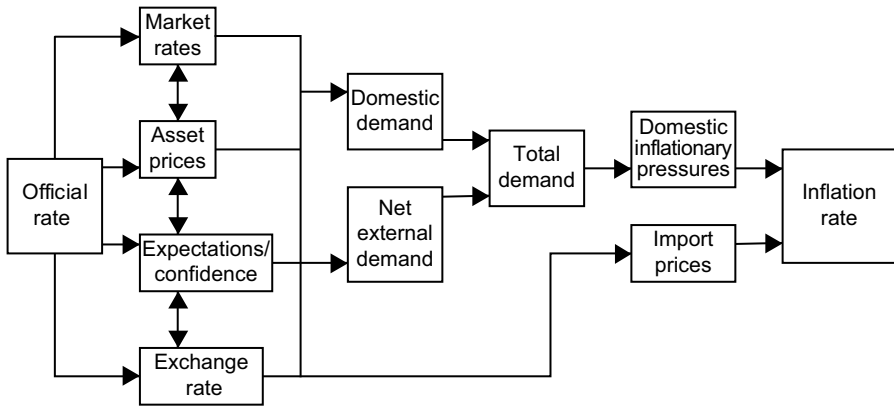 Official
rate
Market
rates
Asset
prices
Expectations/
confidence
Exchange
rate
Domestic
demand
Net
external
demand
Total
demand
Domestic
inflationary
pressures
Import
prices
Inflation
rate